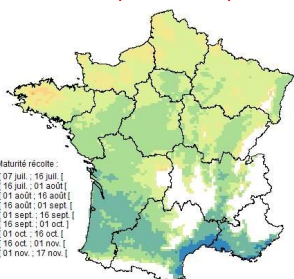 Maturité récolte :
[ 07 juil. ; 16 juil. [
[ 16 juil. ; 01 août [
[ 01 août ; 16 août [
[ 16 août ; 01 sept. [
[ 01 sept. ; 16 sept. [
[ 16 sept. ; 01 oct. [
[ 01 oct. ; 16 oct. [
[ 16 oct. ; 01 nov. [
[ 01 nov. ; 17 nov. [